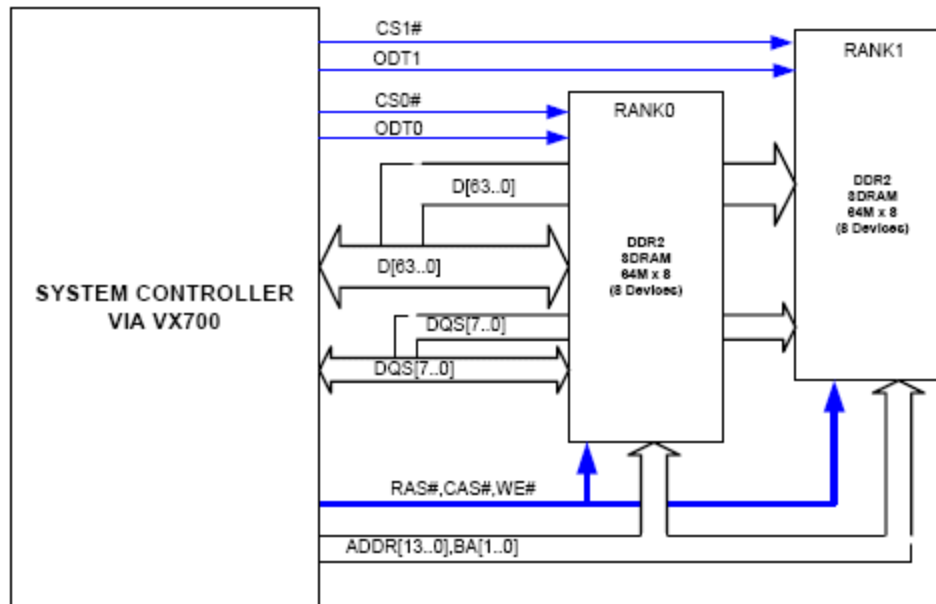 CS1#
RANK1
ODT1
CS0#
RANK0
ODT0
D[63..0]
DDR2
SDRAM
64M x 8
(8 Devices)
DDR2
SDRAM
64M x 8
(8 Devices)
D[63..0]
SYSTEM CONTROLLER
VIA VX700
DQS[7..0]
DQS[7..0]
RAS#,CAS#,WE#
ADDR[13..0],BA[1..0]